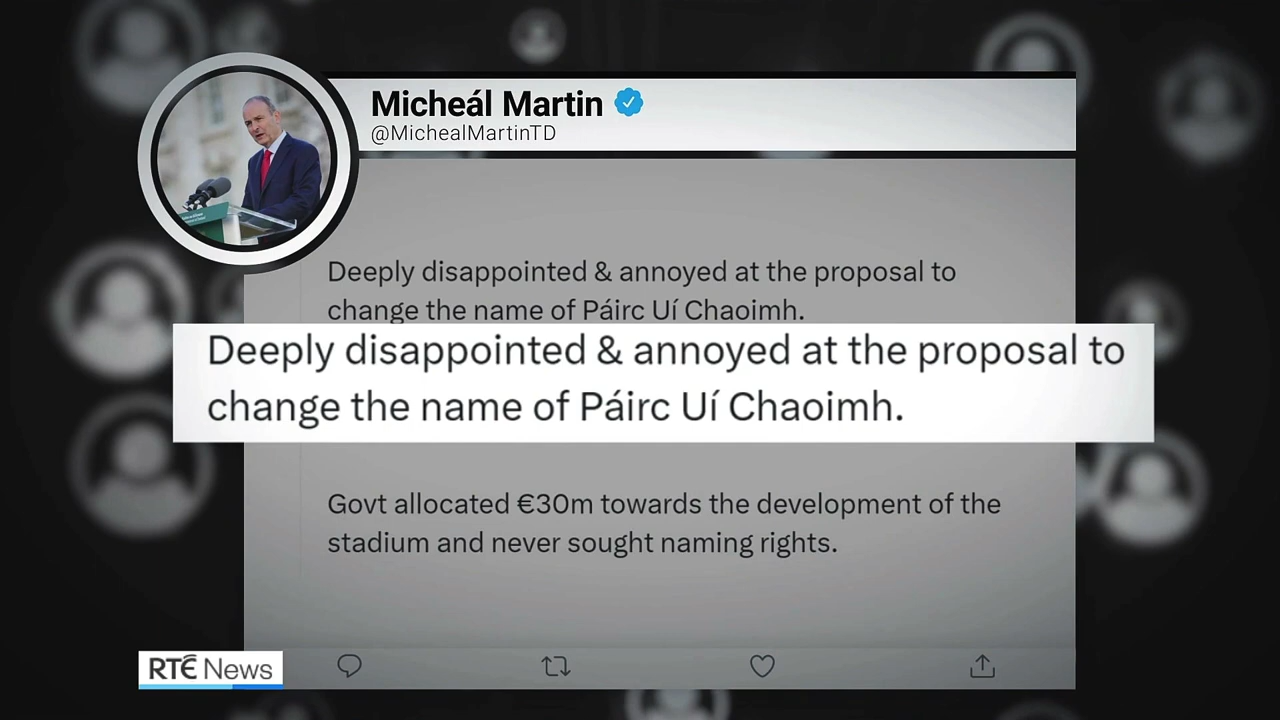 Micheál Martin
@MichealMartinTD
Deeply disappointed & annoyed at the proposal to
change the name of Páirc Uí Chaoimh.
Deeply disappointed & annoyed at the proposal to
change the name of Páirc Uí Chaoimh.
Govt allocated €30m towards the development of the
stadium and never sought naming rights.
RTÉ News